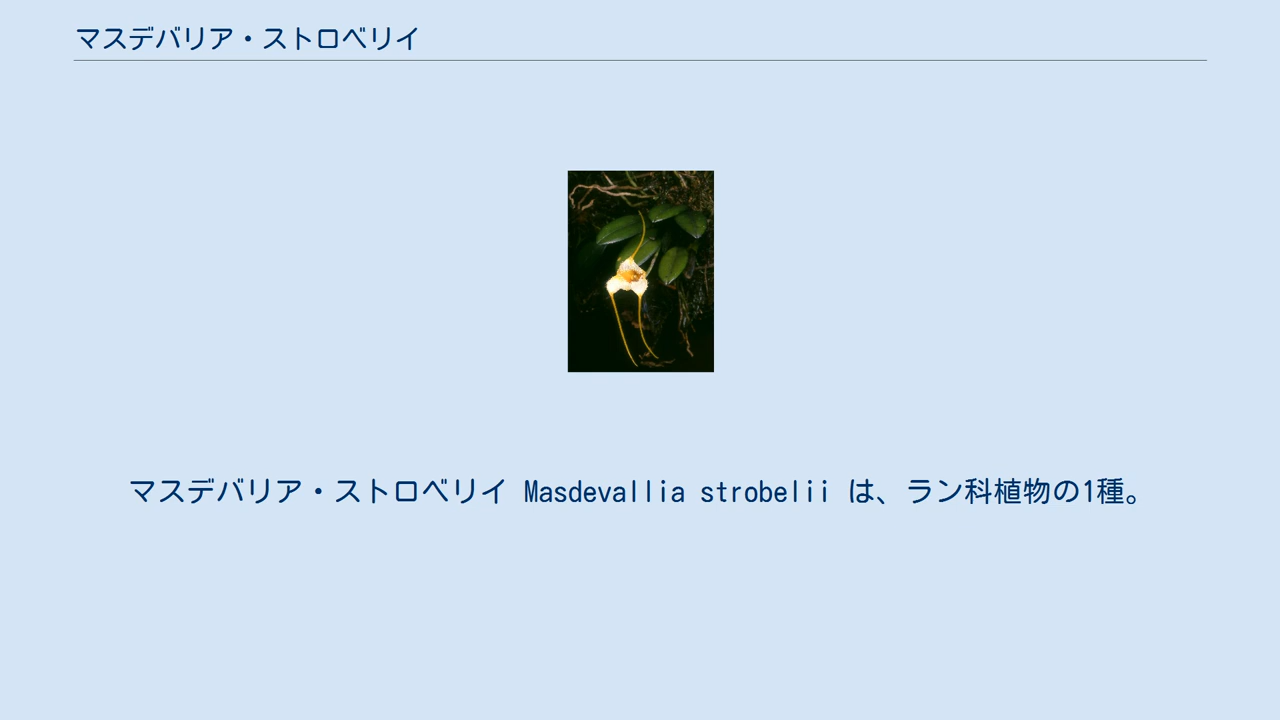 マスデバリア・ストロベリイ
マスデバリア・ストロベリイ Masdevallia strobelii は、ラン科植物の1種。